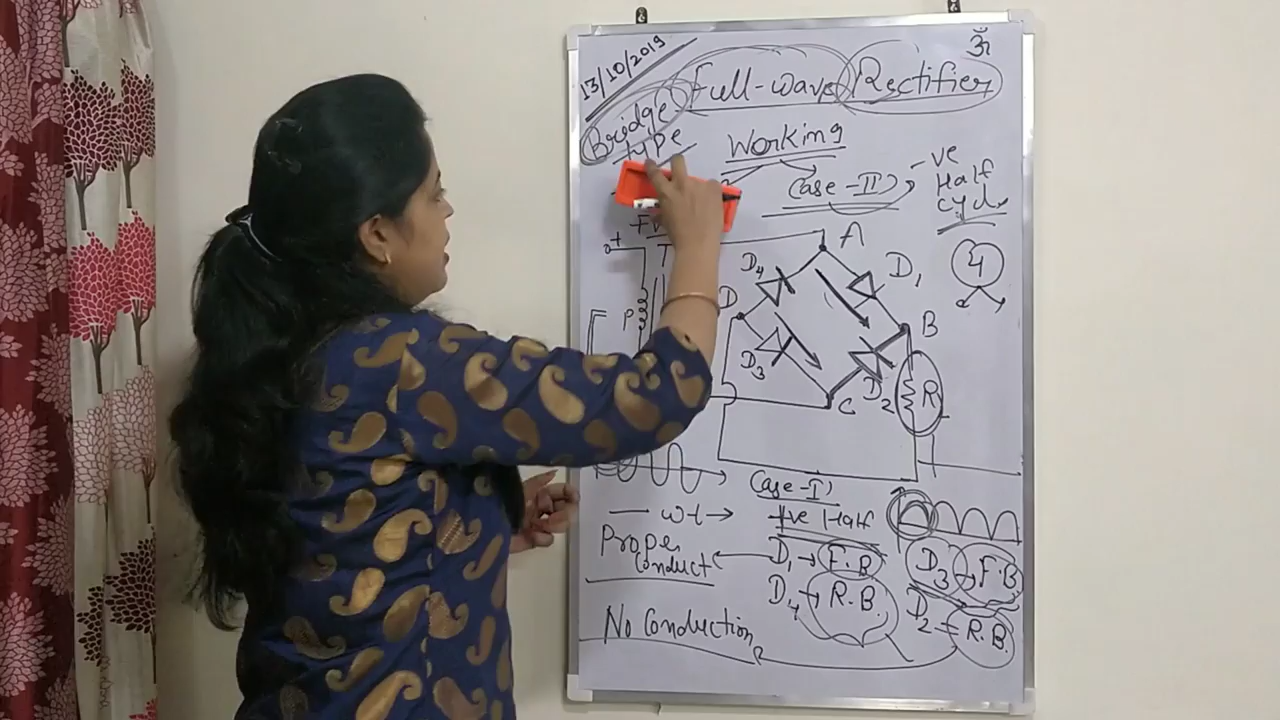 13/10/2019
ॐ
Full-wave Rectifier
Bridge
type
Working
Case-II
-ve
Half
Cycle
A
D4
D1
4
D
P
B
D3
D2
R
C
Case-I
+ve Half
wt
Prope
Conduct
D1 → F.B
D3 → F.B
D4 → R.B.
D2 → R.B.
No Conduction